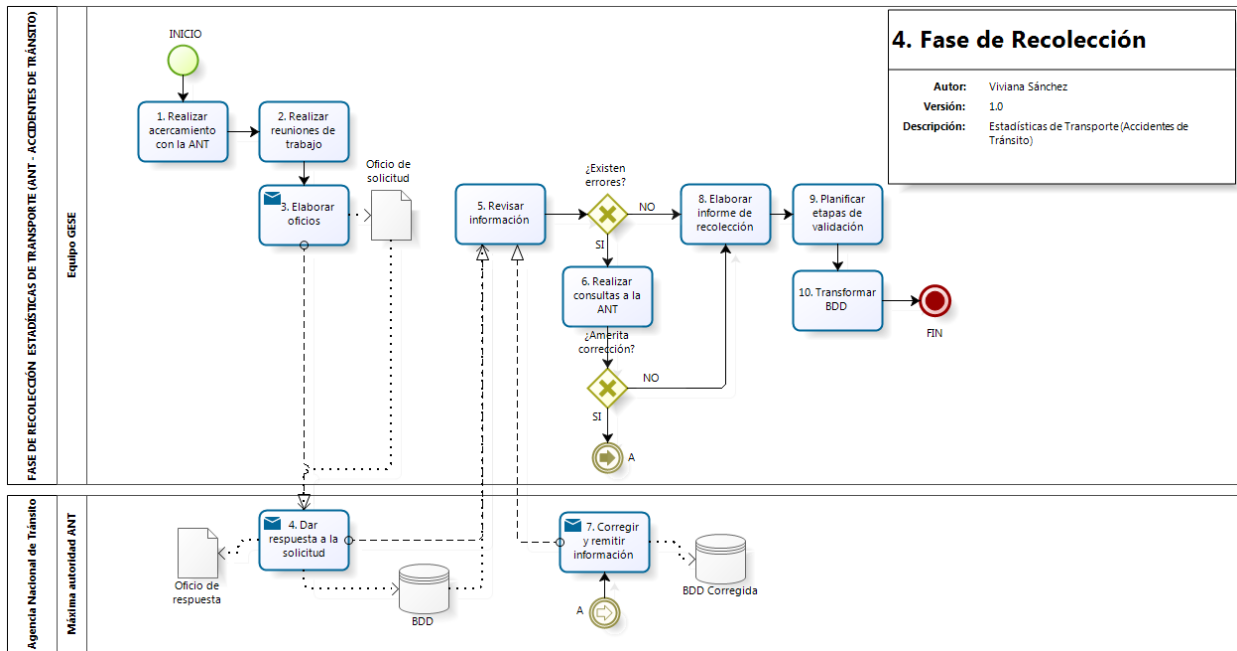 FASE DE RECOLECCIÓN ESTADÍSTICAS DE TRANSPORTE (ANT - ACCIDENTES DE TRÁNSITO)
Equipo GESE
4. Fase de Recolección
Autor: Viviana Sánchez
Versión: 1.0
Descripción: Estadísticas de Transporte (Accidentes de
Tránsito)
INICIO
1. Realizar
acercamiento
con la ANT
2. Realizar
reuniones de
trabajo
3. Elaborar
oficios
Oficio de
solicitud
5. Revisar
información
¿Existen
errores?
NO
SI
6. Realizar
consultas a la
ANT
¿Amerita
corrección?
NO
SI
A
8. Elaborar
informe de
recolección
9. Planificar
etapas de
validación
10. Transformar
BDD
FIN
Agencia Nacional de Tránsito
Máxima autoridad ANT
4. Dar
respuesta a la
solicitud
Oficio de
respuesta
BDD
7. Corregir
y remitir
información
A
BDD Corregida